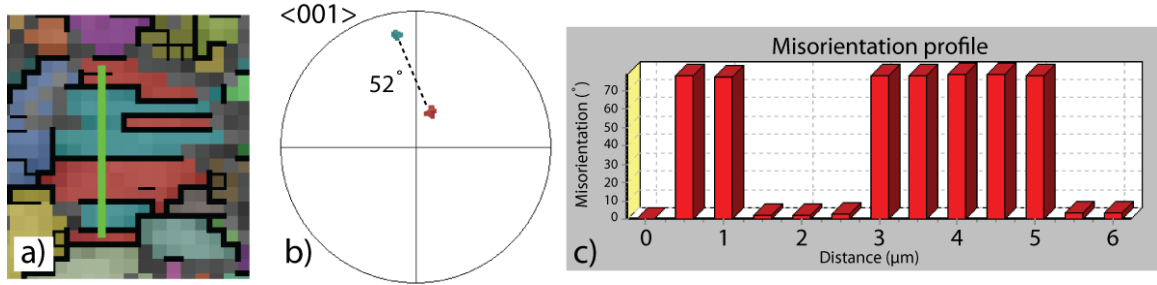 a)
<001>
52°
b)
Misorientation profile
Misorientation (°)
70
60
50
40
30
20
10
0
0 1 2 3 4 5 6
Distance (μm)
c)